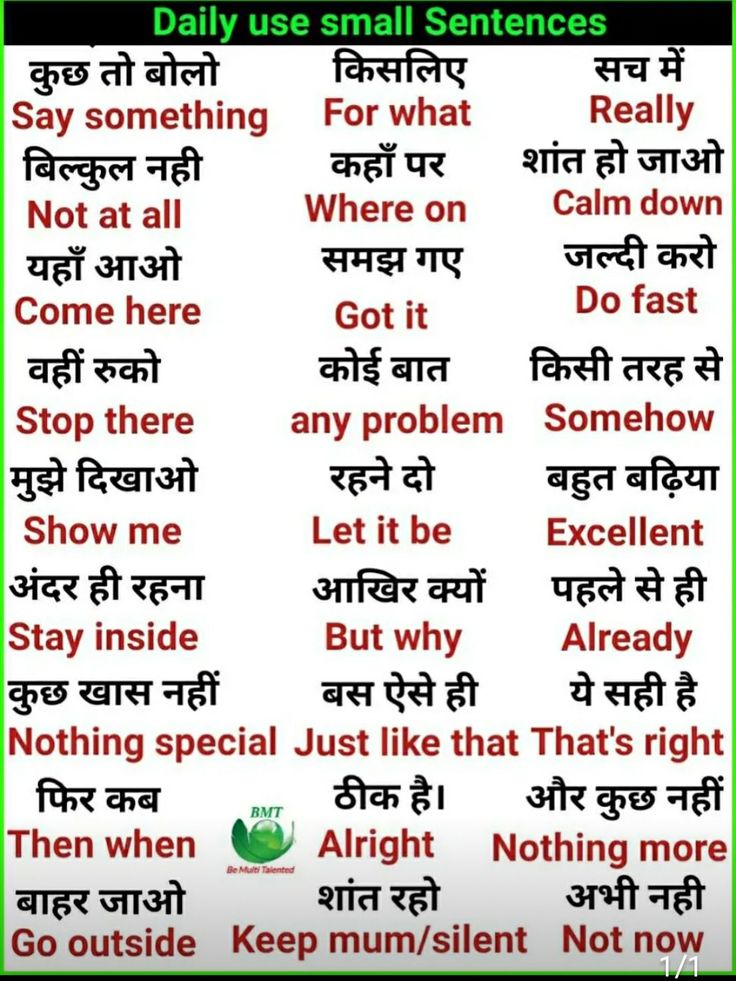 Daily use small Sentences
कुछ तो बोलो किसलिए सच में
Say something For what Really
बिल्कुल नही कहाँ पर शांत हो जाओ
Not at all Where on Calm down
यहाँ आओ समझ गए जल्दी करो
Come here Got it Do fast
वहीं रुको कोई बात किसी तरह से
Stop there any problem Somehow
मुझे दिखाओ रहने दो बहुत बढ़िया
Show me Let it be Excellent
अंदर ही रहना आखिर क्यों पहले से ही
Stay inside But why Already
कुछ खास नहीं बस ऐसे ही ये सही है
Nothing special Just like that That's right
फिर कब ठीक है। और कुछ नहीं
BMT
Then when Alright Nothing more
Be Multi Talented
बाहर जाओ शांत रहो अभी नही
Go outside Keep mum/silent Not now
1/1